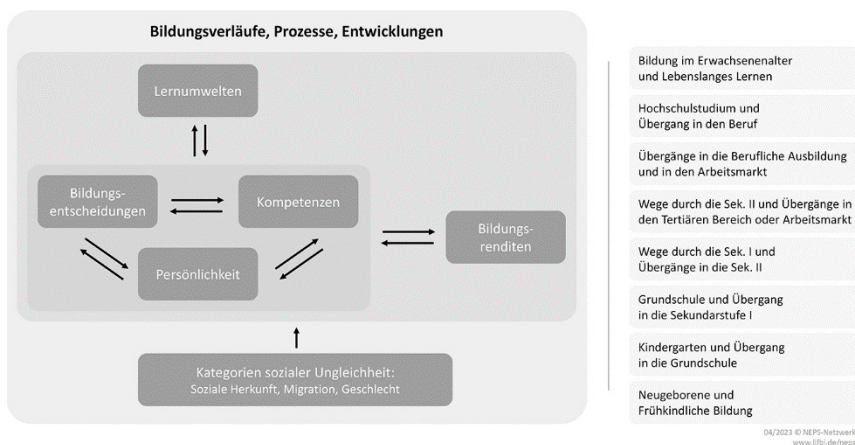 Bildungsverläufe, Prozesse, Entwicklungen
Lernumwelten
Bildungs-
entscheidungen
Kompetenzen
Persönlichkeit
Bildungs-
renditen
Kategorien sozialer Ungleichheit:
Soziale Herkunft, Migration, Geschlecht
Bildung im Erwachsenenalter
und Lebenslanges Lernen
Hochschulstudium und
Übergang in den Beruf
Übergänge in die Berufliche Ausbildung
und in den Arbeitsmarkt
Wege durch die Sek. II und Übergänge in
den Tertiären Bereich oder Arbeitsmarkt
Wege durch die Sek. I und
Übergänge in die Sek. II
Grundschule und Übergang
in die Sekundarstufe I
Kindergarten und Übergang
in die Grundschule
Neugeborene und
Frühkindliche Bildung
04/2023 © NEPS-Netzwerk
www.lifbi.de/neps